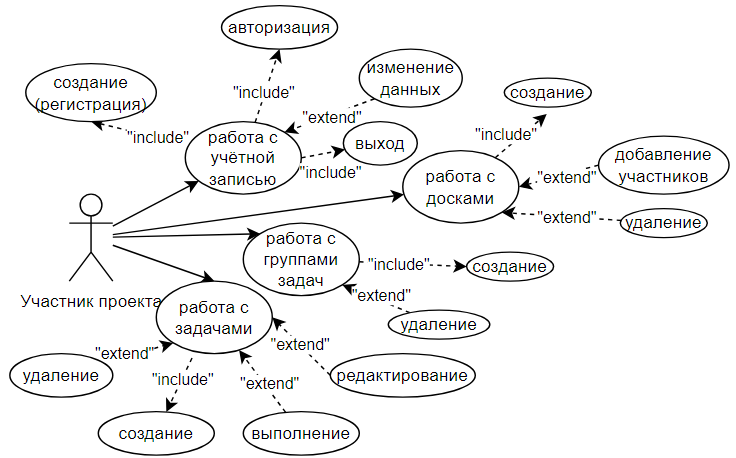 авторизация
создание
(регистрация)
"include"
изменение
данных
"include"
"extend"
работа с
учётной
записью
выход
"include"
создание
"include"
работа с
досками
"extend"
добавление
участников
"extend"
удаление
Участник проекта
работа с
группами
задач
"include"
создание
"extend"
удаление
работа с
задачами
"extend"
удаление
"include"
создание
"extend"
выполнение
"extend"
редактирование